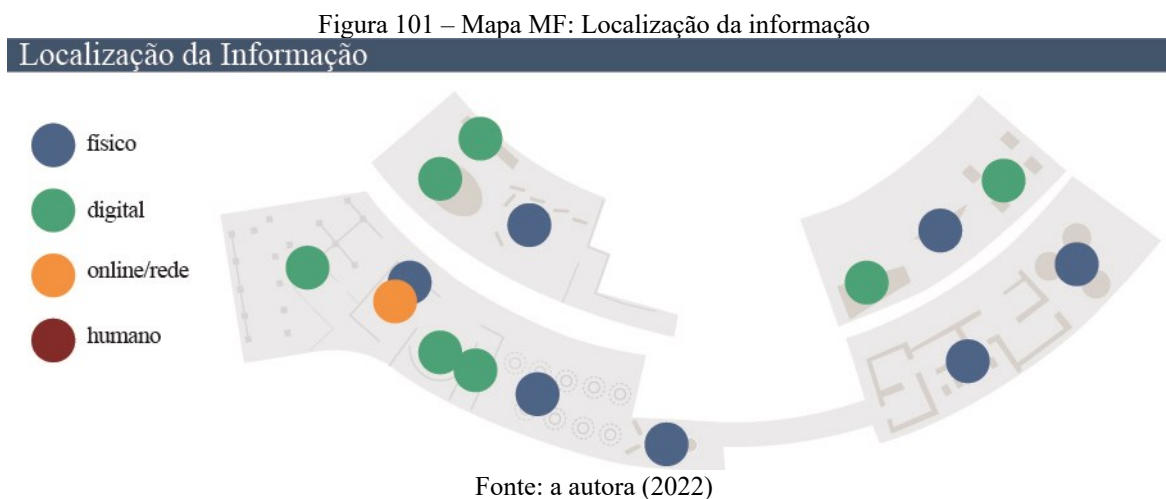 Figura 101 – Mapa MF: Localização da informação
Localização da Informação
físico
digital
online/rede
humano
Fonte: a autora (2022)